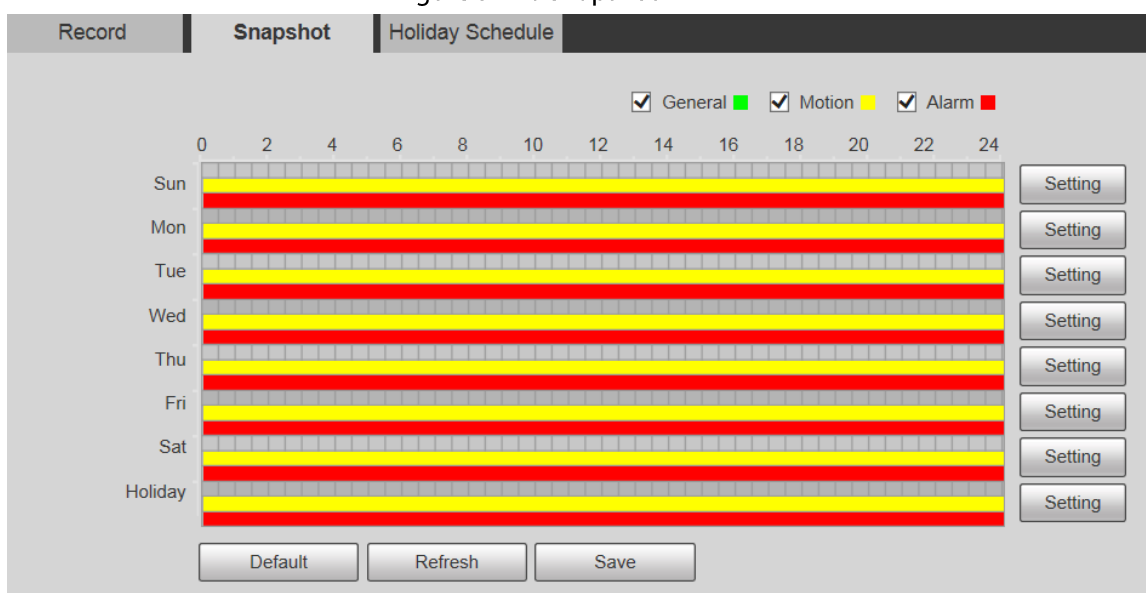 Record Snapshot Holiday Schedule
General Motion Alarm
0 2 4 6 8 10 12 14 16 18 20 22 24
Sun Setting
Mon Setting
Tue Setting
Wed Setting
Thu Setting
Fri Setting
Sat Setting
Holiday Setting
Default Refresh Save